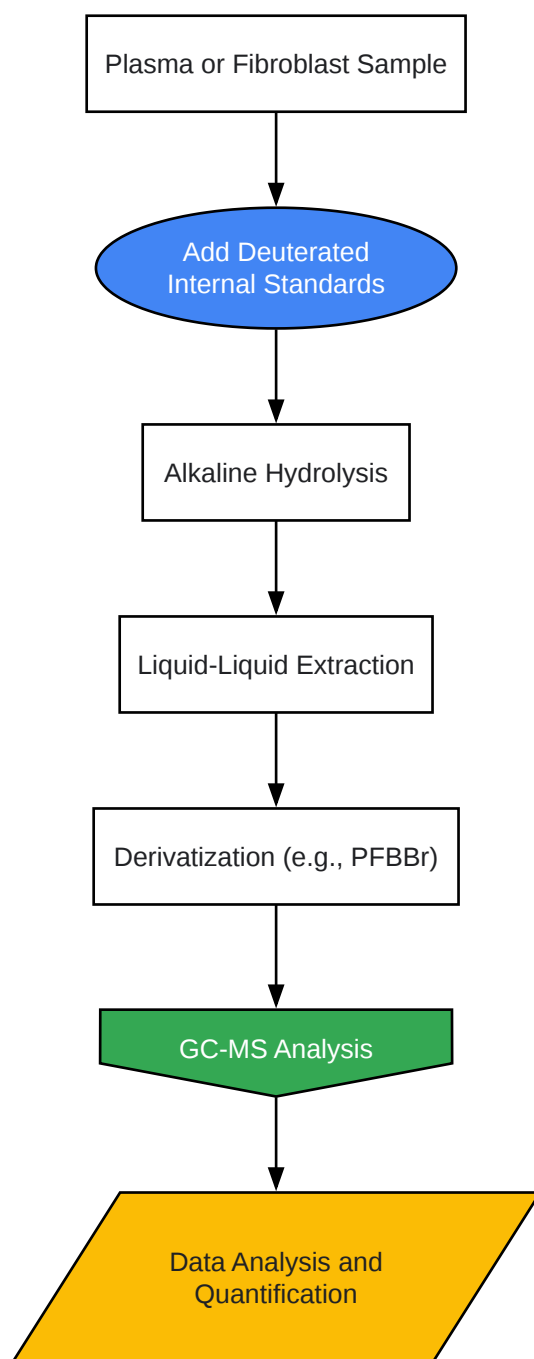 Plasma or Fibroblast Sample
Add Deuterated
Internal Standards
Alkaline Hydrolysis
Liquid-Liquid Extraction
Derivatization (e.g., PFBBr)
GC-MS Analysis
Data Analysis and
Quantification